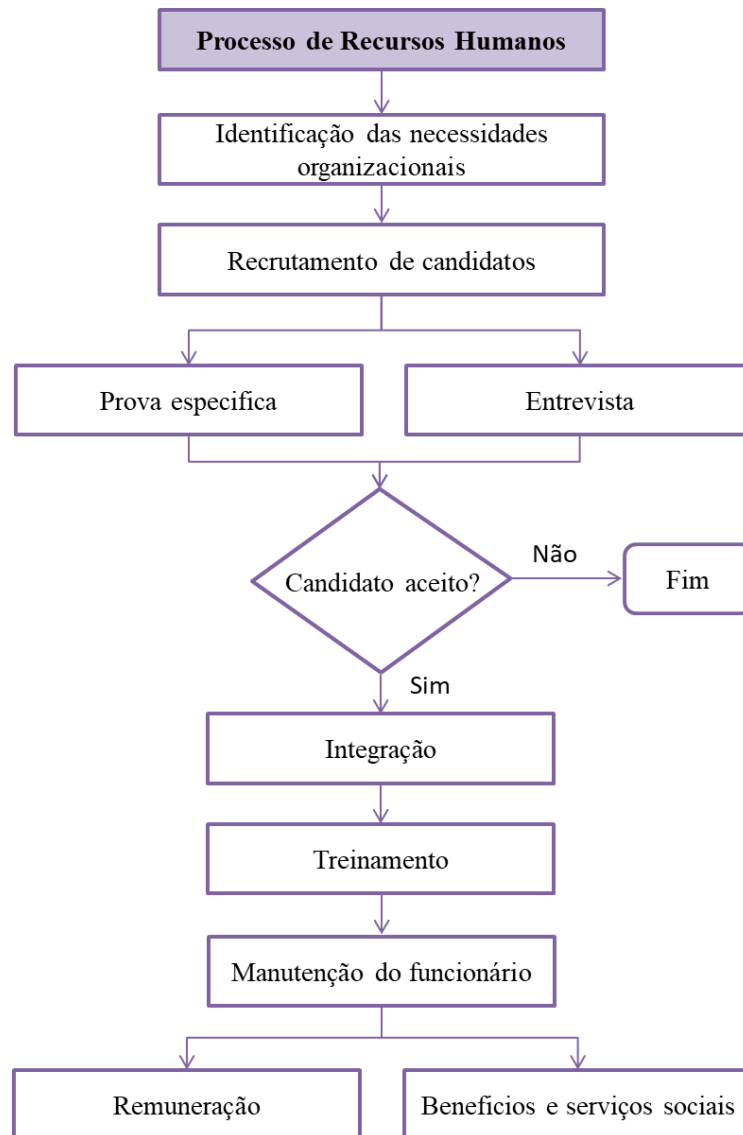 Processo de Recursos Humanos
Identificação das necessidades
organizacionais
Recrutamento de candidatos
Prova especifica
Entrevista
Candidato aceito?
Não
Fim
Sim
Integração
Treinamento
Manutenção do funcionário
Remuneração
Beneficios e serviços sociais